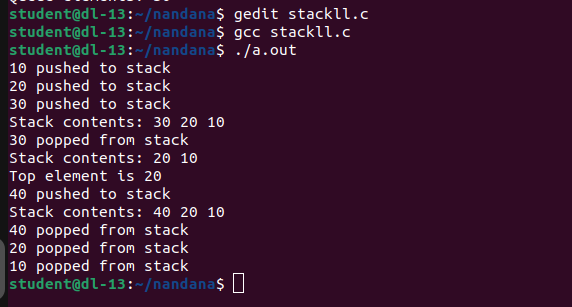 student@dl-13:~/nandana$ gedit stackll.c
student@dl-13:~/nandana$ gcc stackll.c
student@dl-13:~/nandana$ ./a.out
10 pushed to stack
20 pushed to stack
30 pushed to stack
Stack contents: 30 20 10
30 popped from stack
Stack contents: 20 10
Top element is 20
40 pushed to stack
Stack contents: 40 20 10
40 popped from stack
20 popped from stack
10 popped from stack
student@dl-13:~/nandana$